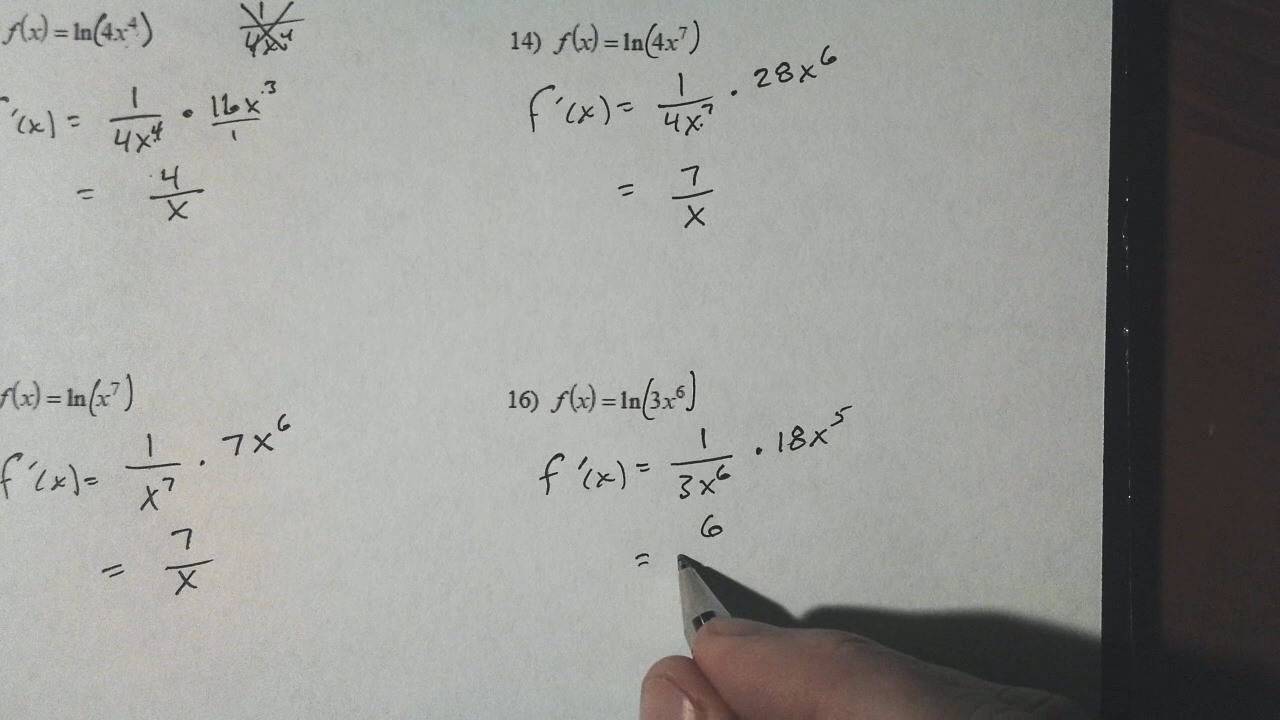 f(x) = ln(4x⁴)
1/4x⁴
'(x) = 1/4x⁴ · 16x³/1
= 4/x
14) f(x) = ln(4x⁷)
f'(x) = 1/4x⁷ · 28x⁶
= 7/x
f(x) = ln(x⁷)
f'(x) = 1/x⁷ · 7x⁶
= 7/x
16) f(x) = ln(3x⁶)
f'(x) = 1/3x⁶ · 18x⁵
= 6